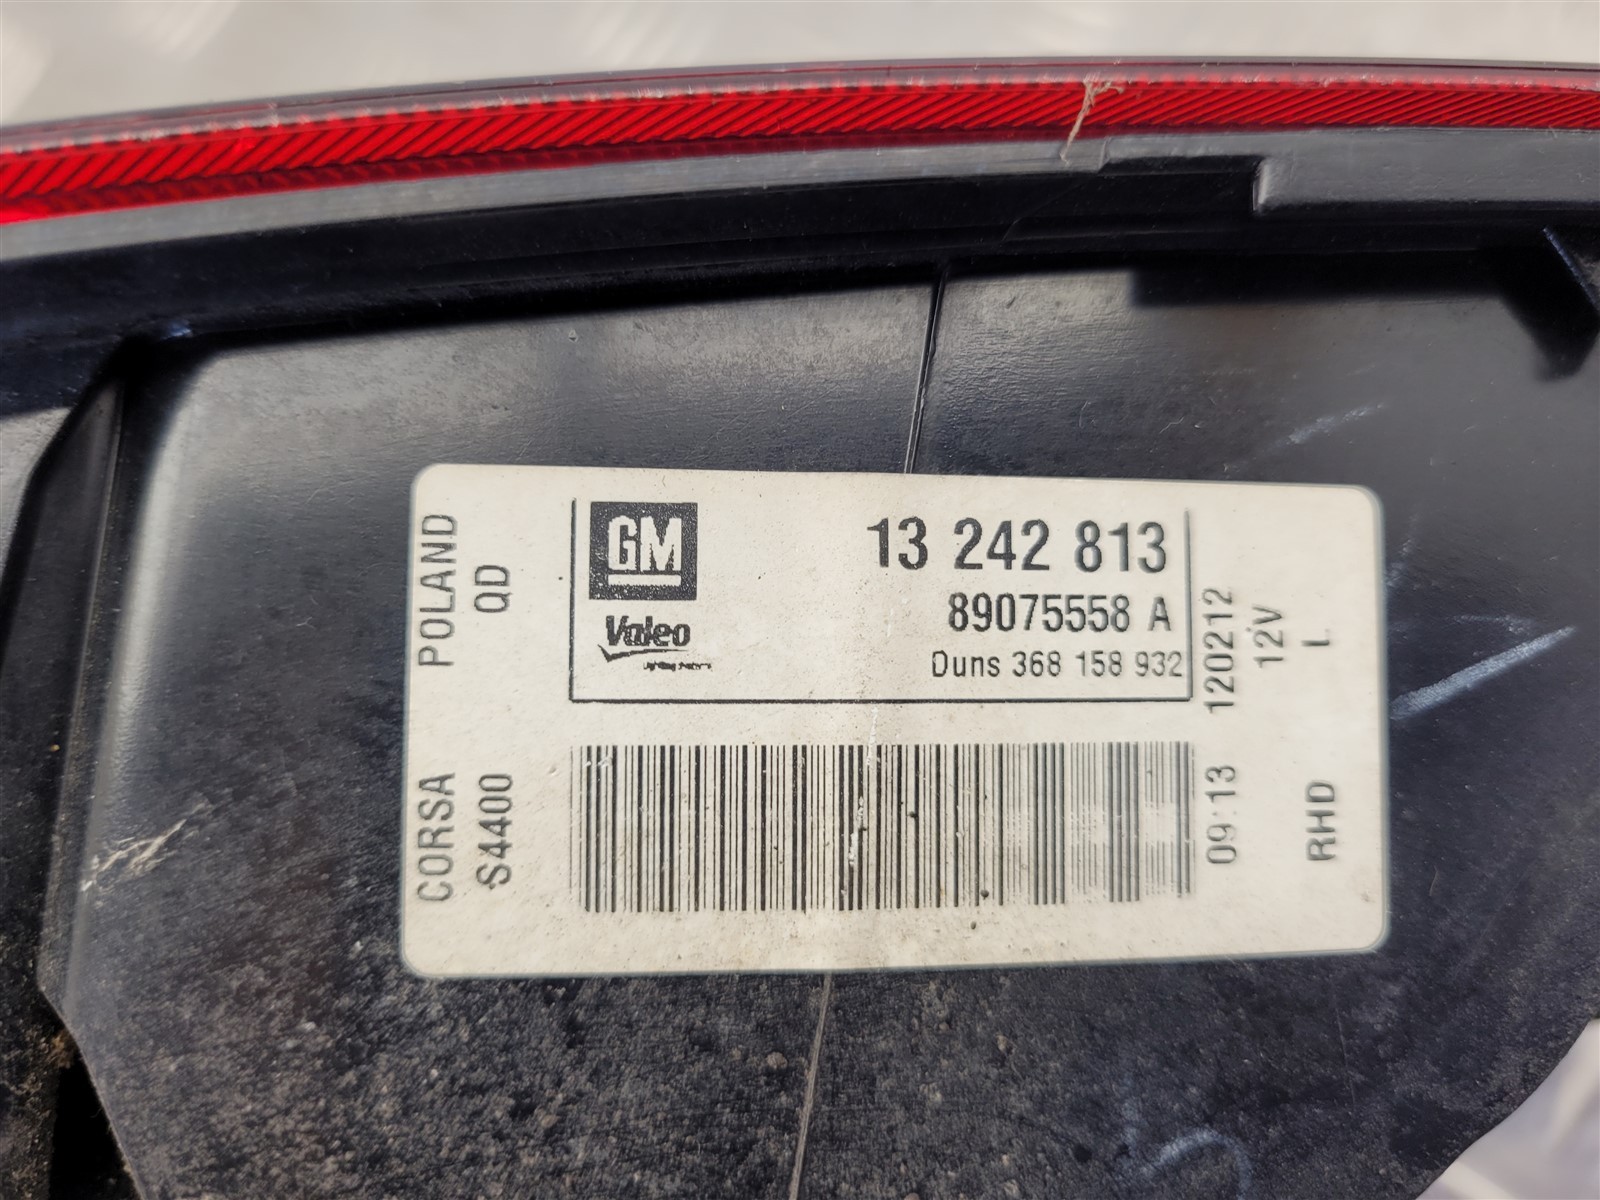 GM
13 242 813
Valeo
89075558 A
Duns 368 158 932
CORSA POLAND
S4400 QD
09:13 120212
12V
RHD L